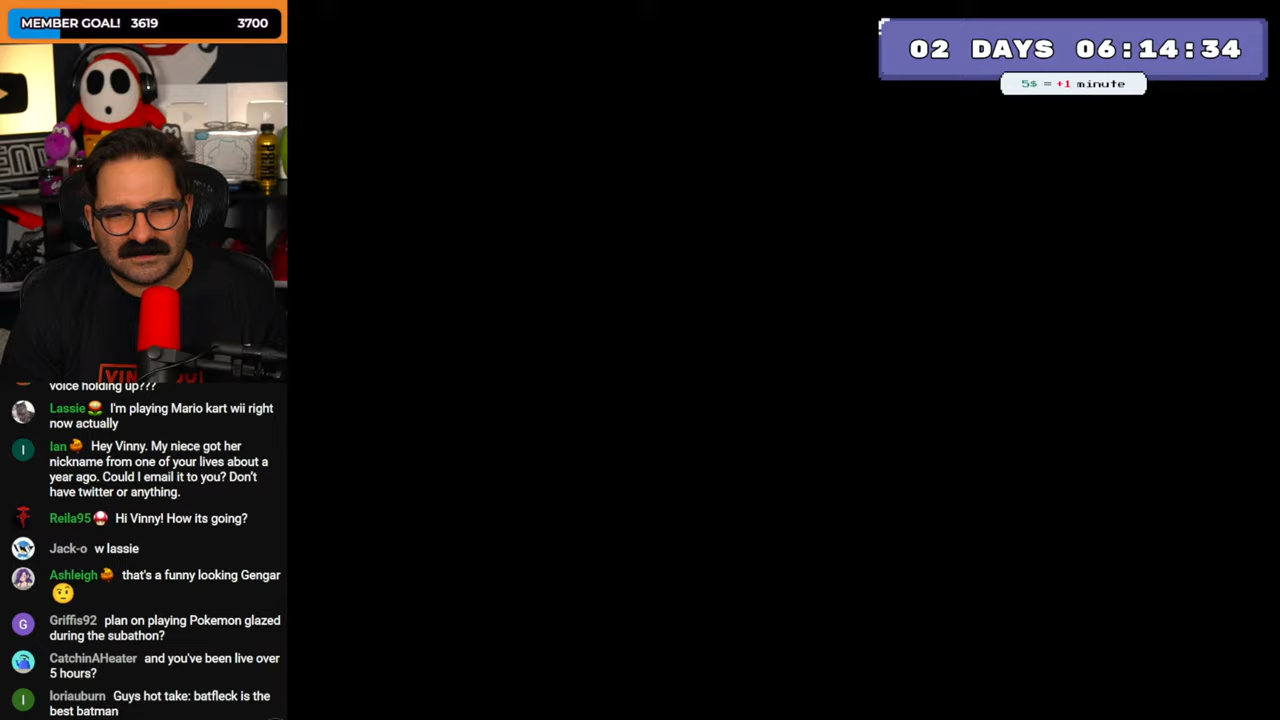 MEMBER GOAL! 3619 3700
02 DAYS 06:14:34
5$ = +1 minute
voice holding up???
Lassie I'm playing Mario kart wii right
now actually
Ian Hey Vinny. My niece got her
nickname from one of your lives about a
year ago. Could I email it to you? Don't
have twitter or anything.
Reila95 Hi Vinny! How its going?
Jack-o w lassie
Ashleigh that's a funny looking Gengar
Griffis92 plan on playing Pokemon glazed
during the subathon?
CatchinAHeater and you've been live over
5 hours?
loriauburn Guys hot take: batfleck is the
best batman